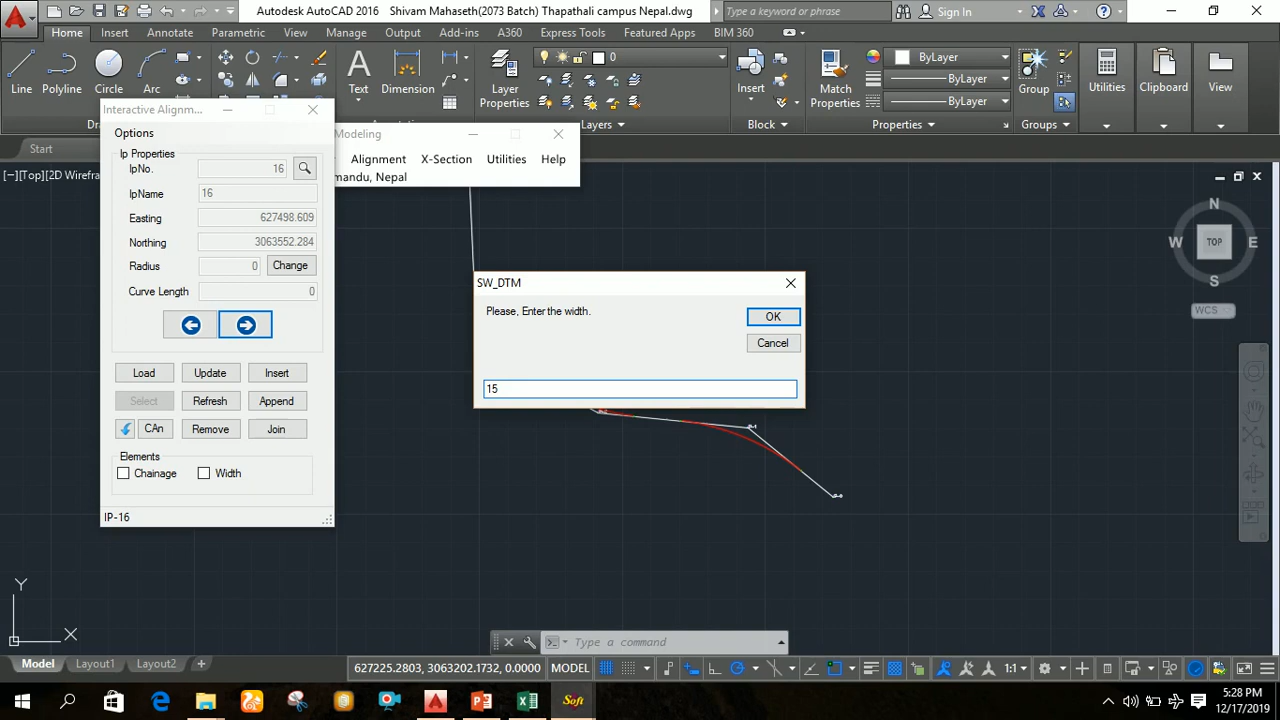 Autodesk AutoCAD 2016 Shivam Mahaseth(2073 Batch) Thapathali campus Nepal.dwg
Type a keyword or phrase
Sign In
Home Insert Annotate Parametric View Manage Output Add-ins A360 Express Tools Featured Apps BIM 360
Line Polyline Circle Arc
Text Dimension
Layer Properties
0
Insert
Match Properties
ByLayer
ByLayer
ByLayer
Group
Utilities
Clipboard
View
Layers
Block
Properties
Groups
Start
[−][Top][2D Wirefra
Interactive Alignm...
Options
Ip Properties
IpNo. 16
IpName 16
Easting 627498.609
Northing 3063552.284
Radius 0 Change
Curve Length 0
Load Update Insert
Select Refresh Append
CAn Remove Join
Elements
Chainage Width
IP-16
Modeling
Alignment X-Section Utilities Help
mandu, Nepal
SW_DTM
Please, Enter the width.
OK
Cancel
15
N
W TOP E
S
WCS
Y
X
Type a command
Model Layout1 Layout2 +
627225.2803, 3063202.1732, 0.0000 MODEL
1:1
Soft
5:28 PM
12/17/2019